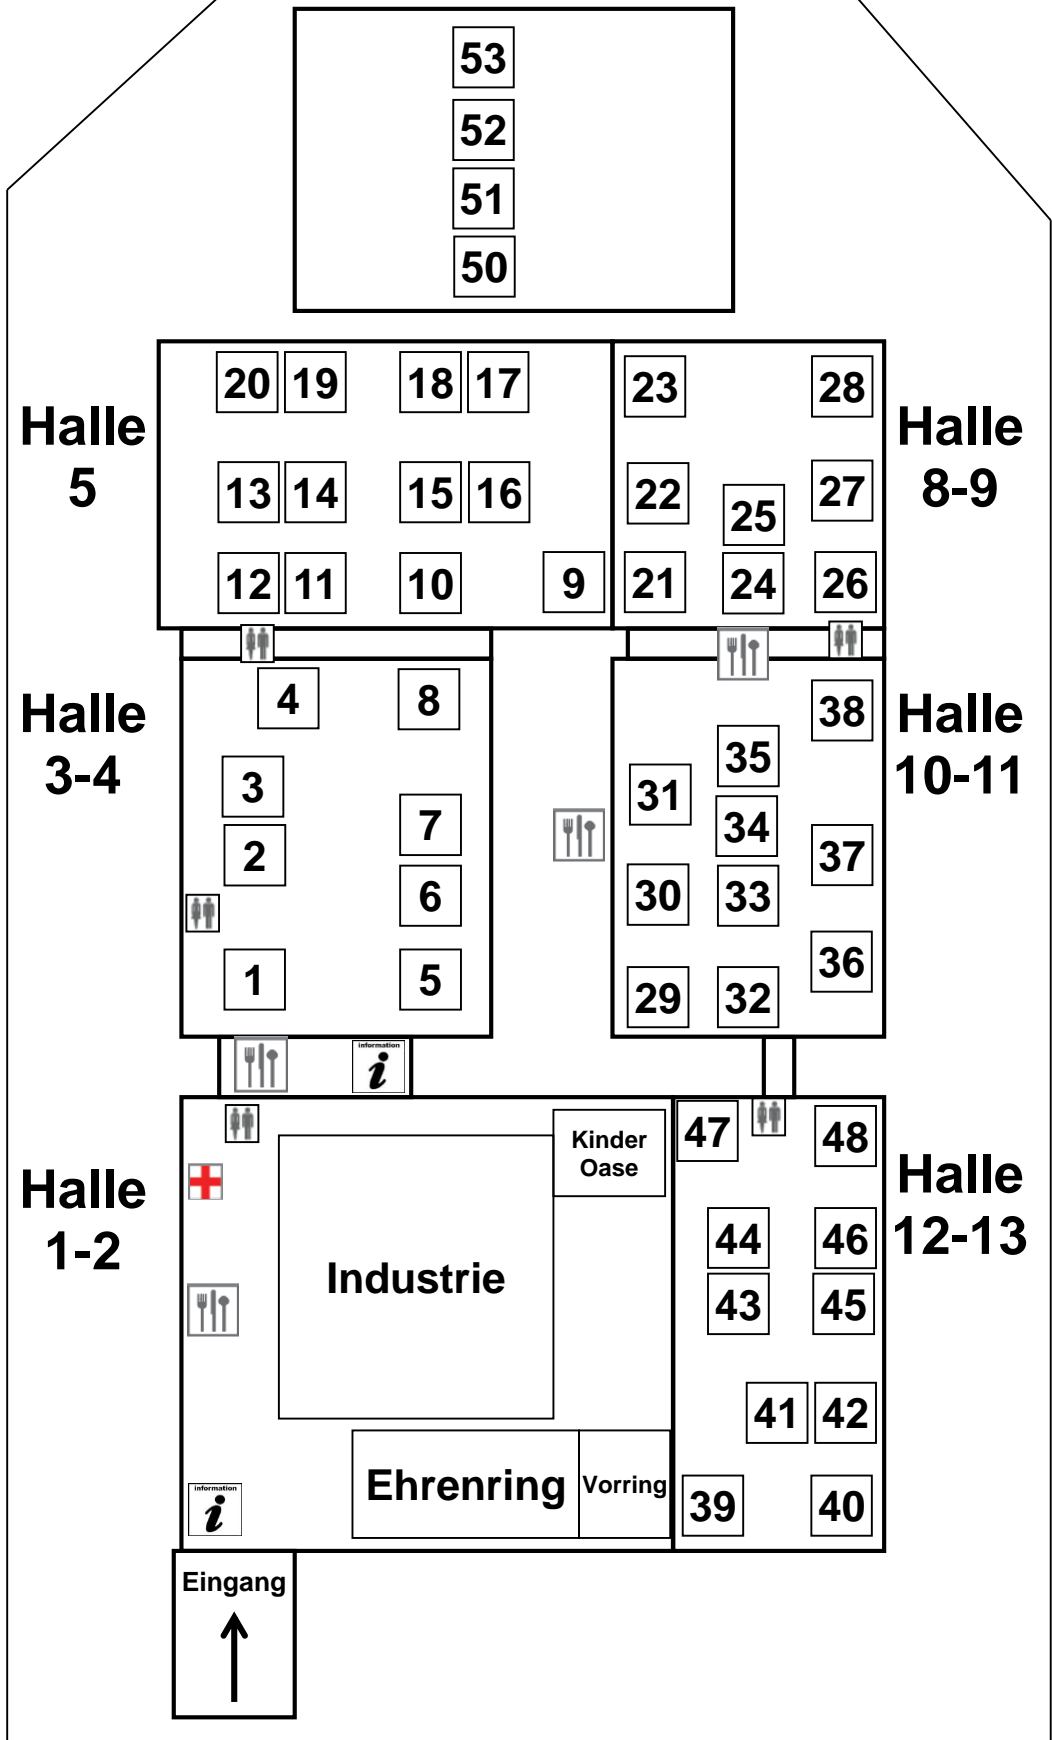 53
52
51
50
20 19 18 17
23 28
Halle
5
Halle
8-9
13 14 15 16
22 25 27
12 11 10 9
21 24 26
Halle
3-4
4 8
3
2
7
6
1 5
38
35
31
34
37
30 33
36
29 32
Halle
10-11
information
i
Halle
1-2
Kinder
Oase
Industrie
Ehrenring Vorring
information
i
47 48
44 46
43 45
41 42
39 40
Halle
12-13
Eingang